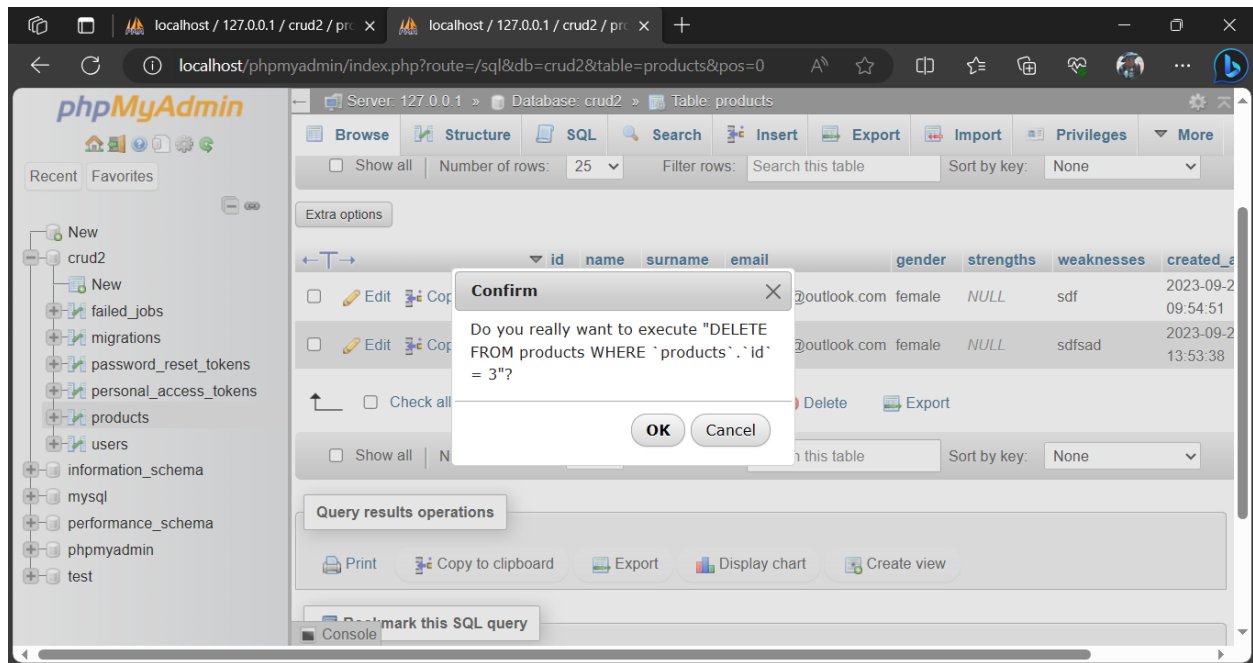 localhost / 127.0.0.1 / crud2 / pro
localhost / 127.0.0.1 / crud2 / pro
localhost/phpmyadmin/index.php?route=/sql&db=crud2&table=products&pos=0
phpMyAdmin
Recent Favorites
New
crud2
New
failed_jobs
migrations
password_reset_tokens
personal_access_tokens
products
users
information_schema
mysql
performance_schema
phpmyadmin
test
Server: 127.0.0.1 » Database: crud2 » Table: products
Browse Structure SQL Search Insert Export Import Privileges More
Show all Number of rows: 25 Filter rows: Search this table Sort by key: None
Extra options
←T→ id name surname email gender strengths weaknesses created_a
Edit Cop @outlook.com female NULL sdf 2023-09-2
09:54:51
Edit Cop @outlook.com female NULL sdfsad 2023-09-2
13:53:38
Confirm
Do you really want to execute "DELETE
FROM products WHERE `products`.`id`
= 3"?
OK Cancel
Check all Delete Export
Show all N this table Sort by key: None
Query results operations
Print Copy to clipboard Export Display chart Create view
mark this SQL query
Console